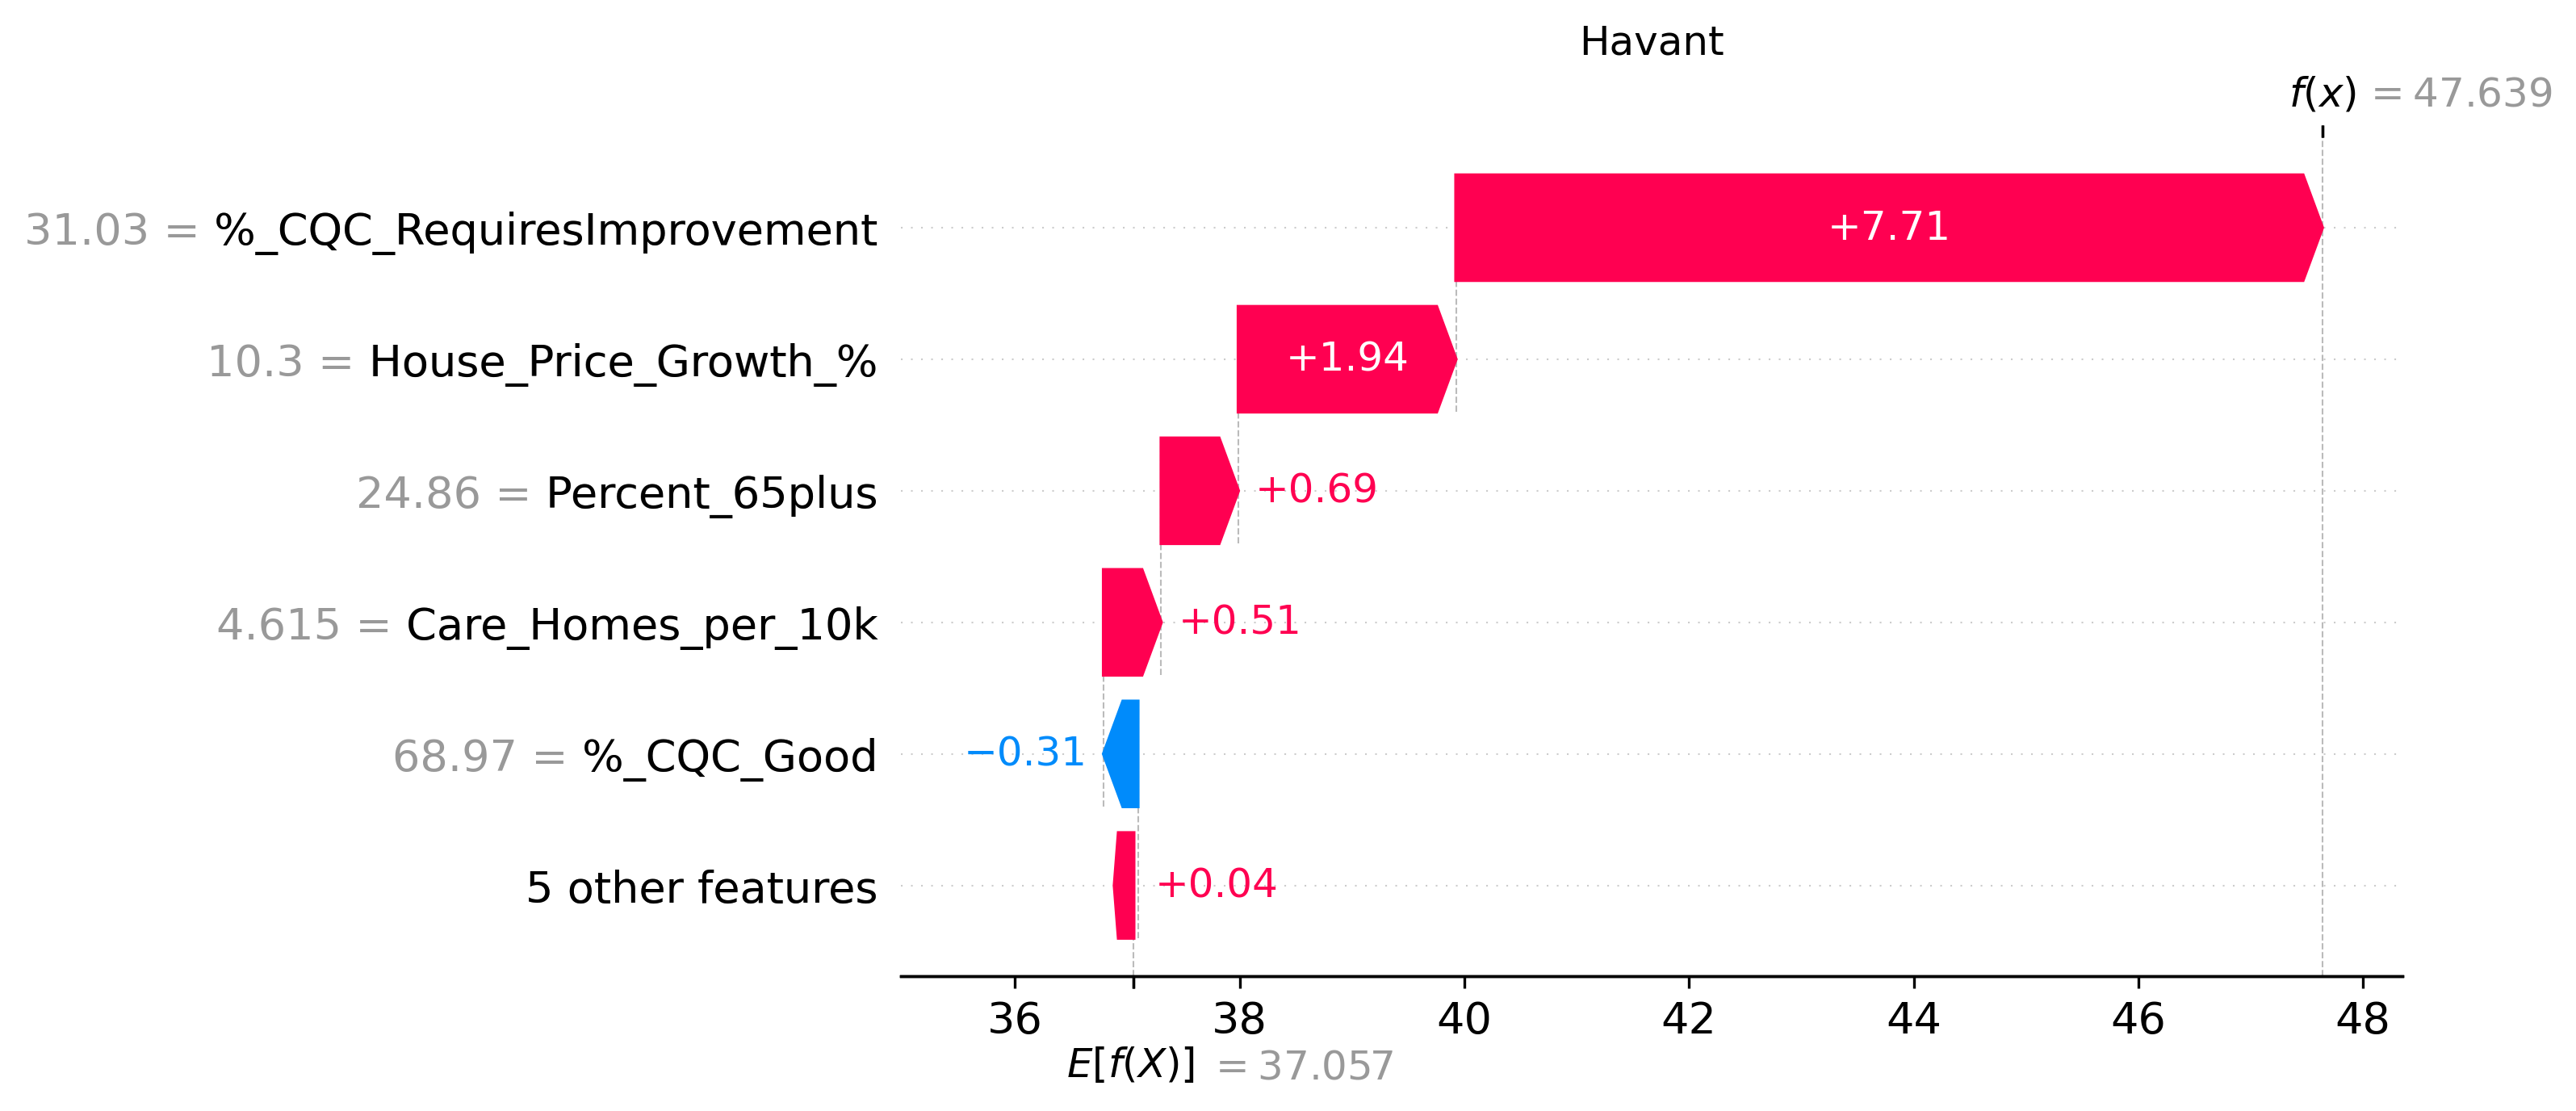 Havant
f(x) = 47.639
31.03 = %_CQC_RequiresImprovement
+7.71
10.3 = House_Price_Growth_%
+1.94
24.86 = Percent_65plus
+0.69
4.615 = Care_Homes_per_10k
+0.51
68.97 = %_CQC_Good
−0.31
5 other features
+0.04
36 38 40 42 44 46 48
E[f(X)] = 37.057